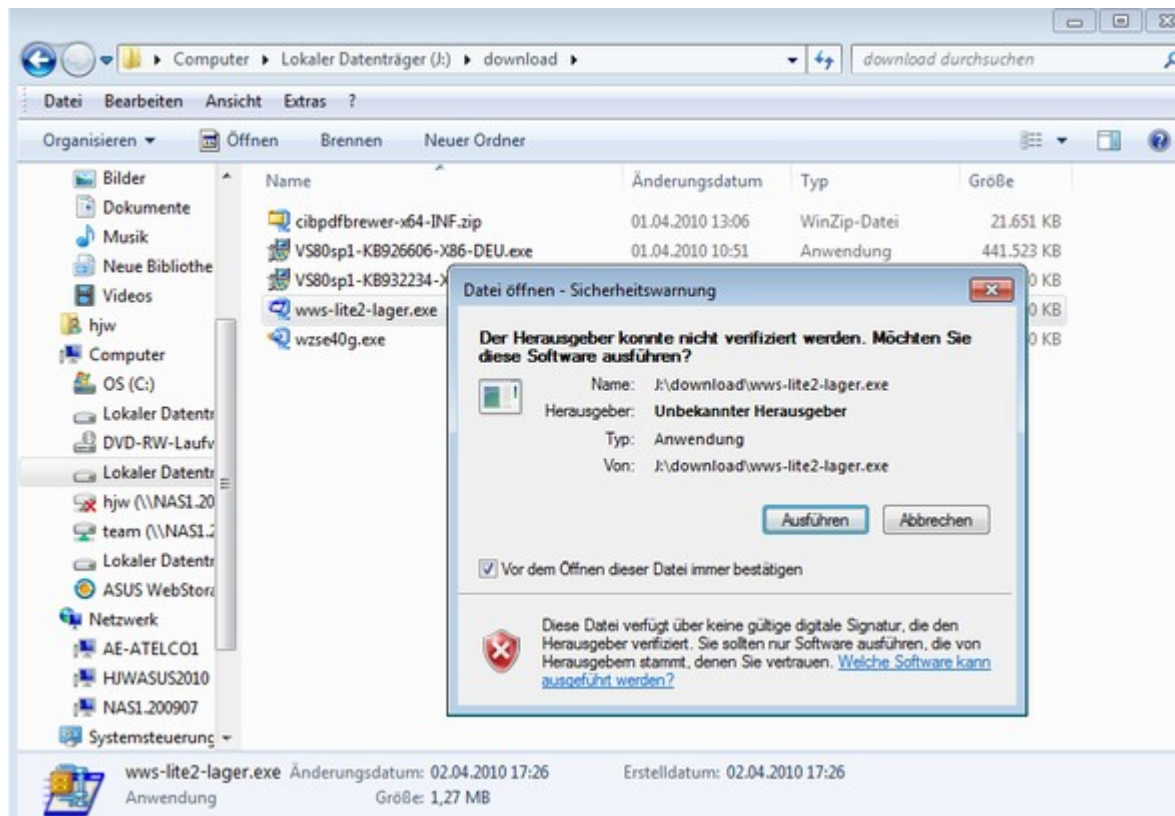 Computer ▸ Lokaler Datenträger (J:) ▸ download ▸
download durchsuchen
Datei Bearbeiten Ansicht Extras ?
Organisieren Öffnen Brennen Neuer Ordner
Bilder
Dokumente
Musik
Neue Bibliothe
Videos
hjw
Computer
OS (C:)
Lokaler Datentr
DVD-RW-Laufv
Lokaler Datentr
hjw (\\NAS1.20
team (\\NAS1.2
Lokaler Datentr
ASUS WebStora
Netzwerk
AE-ATELCO1
HJWASUS2010
NAS1.200907
Systemsteuerung
Name Änderungsdatum Typ Größe
cibpdfbrewer-x64-INF.zip 01.04.2010 13:06 WinZip-Datei 21.651 KB
VS80sp1-KB926606-X86-DEU.exe 01.04.2010 10:51 Anwendung 441.523 KB
VS80sp1-KB932234-X 0 KB
wws-lite2-lager.exe 0 KB
wzse40g.exe 0 KB
Datei öffnen - Sicherheitswarnung
Der Herausgeber konnte nicht verifiziert werden. Möchten Sie
diese Software ausführen?
Name: J:\download\wws-lite2-lager.exe
Herausgeber: Unbekannter Herausgeber
Typ: Anwendung
Von: J:\download\wws-lite2-lager.exe
Ausführen Abbrechen
Vor dem Öffnen dieser Datei immer bestätigen
Diese Datei verfügt über keine gültige digitale Signatur, die den
Herausgeber verifiziert. Sie sollten nur Software ausführen, die von
Herausgebern stammt, denen Sie vertrauen. Welche Software kann
ausgeführt werden?
wws-lite2-lager.exe Änderungsdatum: 02.04.2010 17:26 Erstelldatum: 02.04.2010 17:26
Anwendung Größe: 1,27 MB